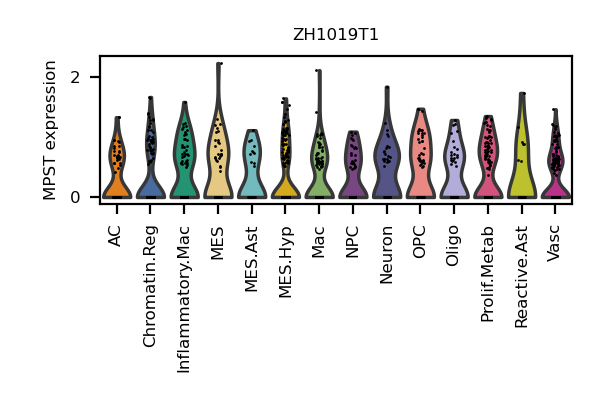 ZH1019T1
MPST expression
2
0
AC
Chromatin.Reg
Inflammatory.Mac
MES
MES.Ast
MES.Hyp
Mac
NPC
Neuron
OPC
Oligo
Prolif.Metab
Reactive.Ast
Vasc